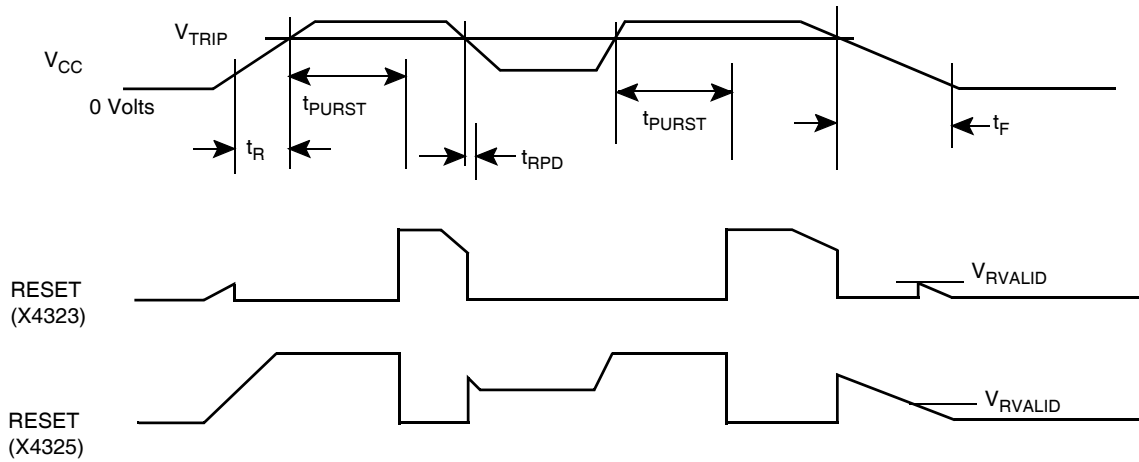 VTRIP
VCC
0 Volts
tPURST
tPURST
tR
tRPD
tF
RESET
(X4323)
VRVALID
RESET
(X4325)
VRVALID